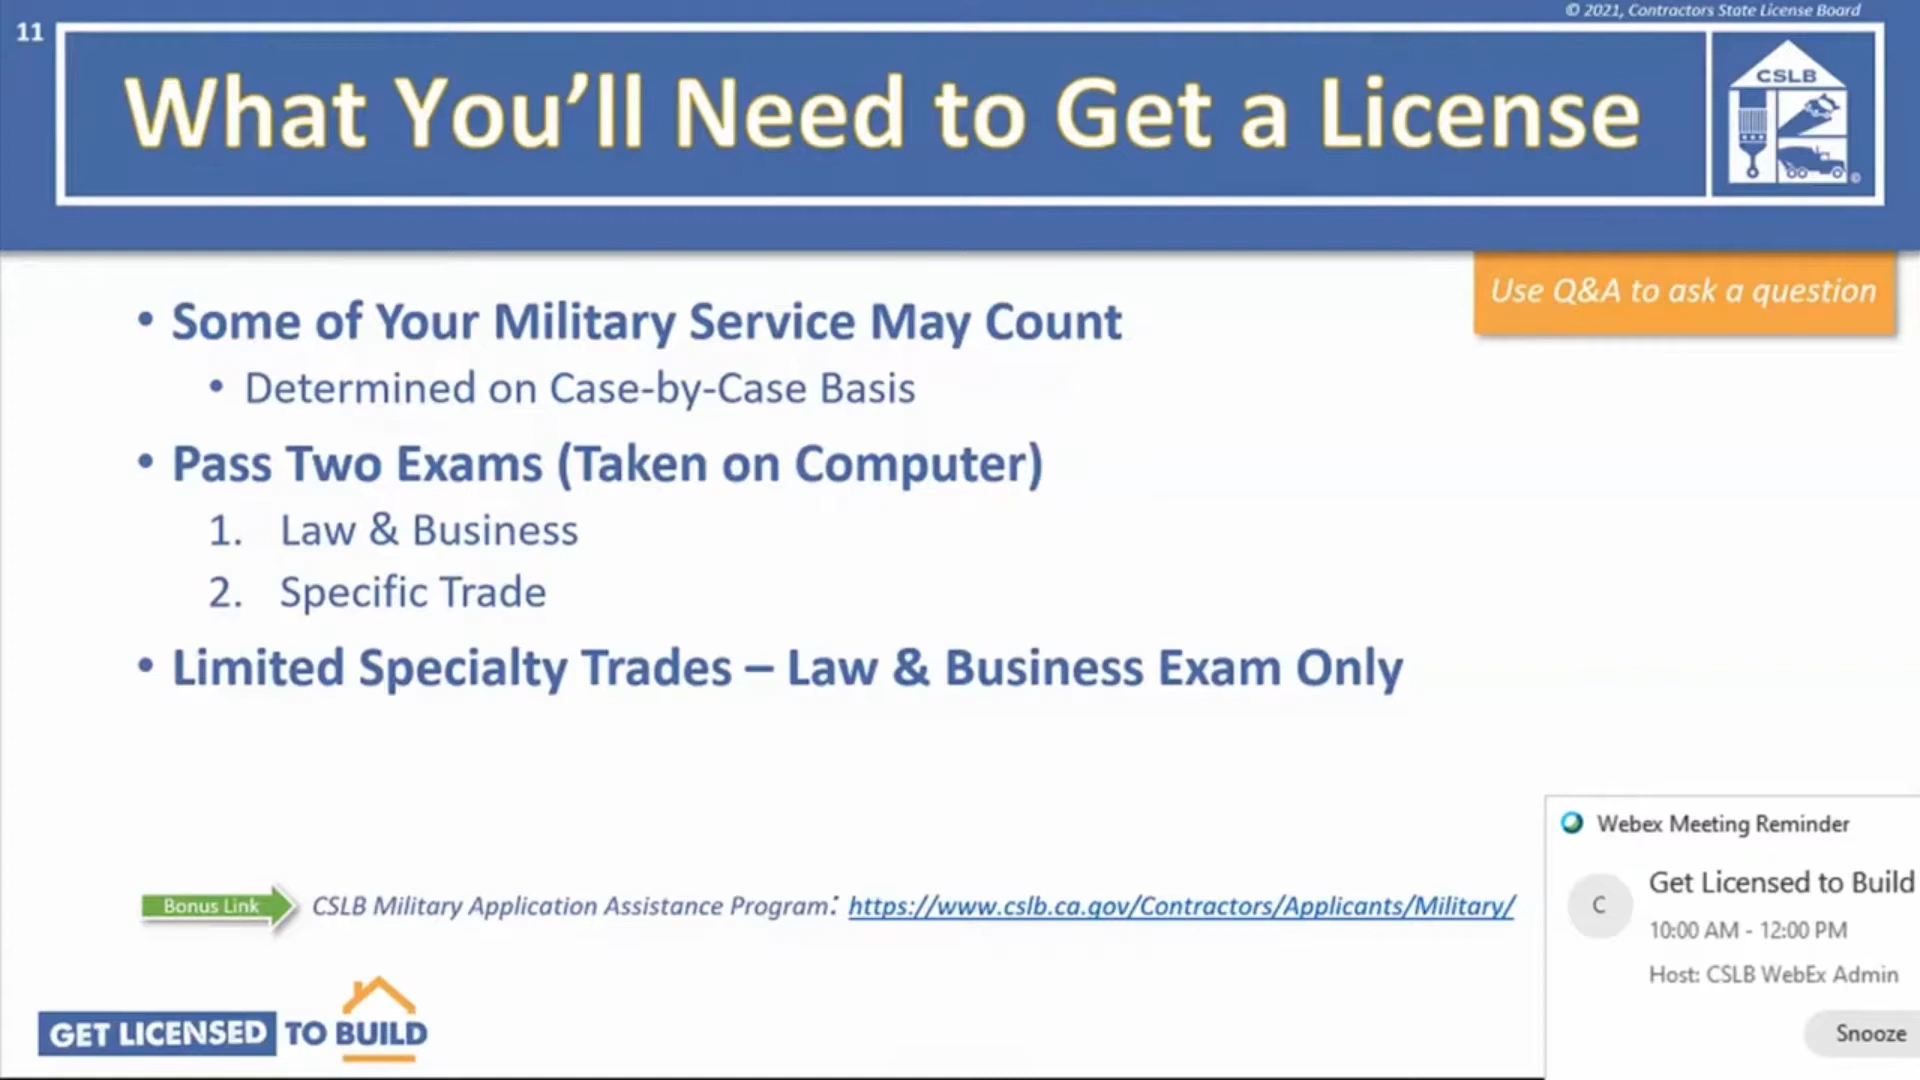 © 2021, Contractors State License Board
11
What You’ll Need to Get a License
CSLB
©
Use Q&A to ask a question
• Some of Your Military Service May Count
• Determined on Case-by-Case Basis
• Pass Two Exams (Taken on Computer)
1. Law & Business
2. Specific Trade
• Limited Specialty Trades – Law & Business Exam Only
Bonus Link
CSLB Military Application Assistance Program: https://www.cslb.ca.gov/Contractors/Applicants/Military/
GET LICENSED TO BUILD
Webex Meeting Reminder
C
Get Licensed to Build
10:00 AM - 12:00 PM
Host: CSLB WebEx Admin
Snooze